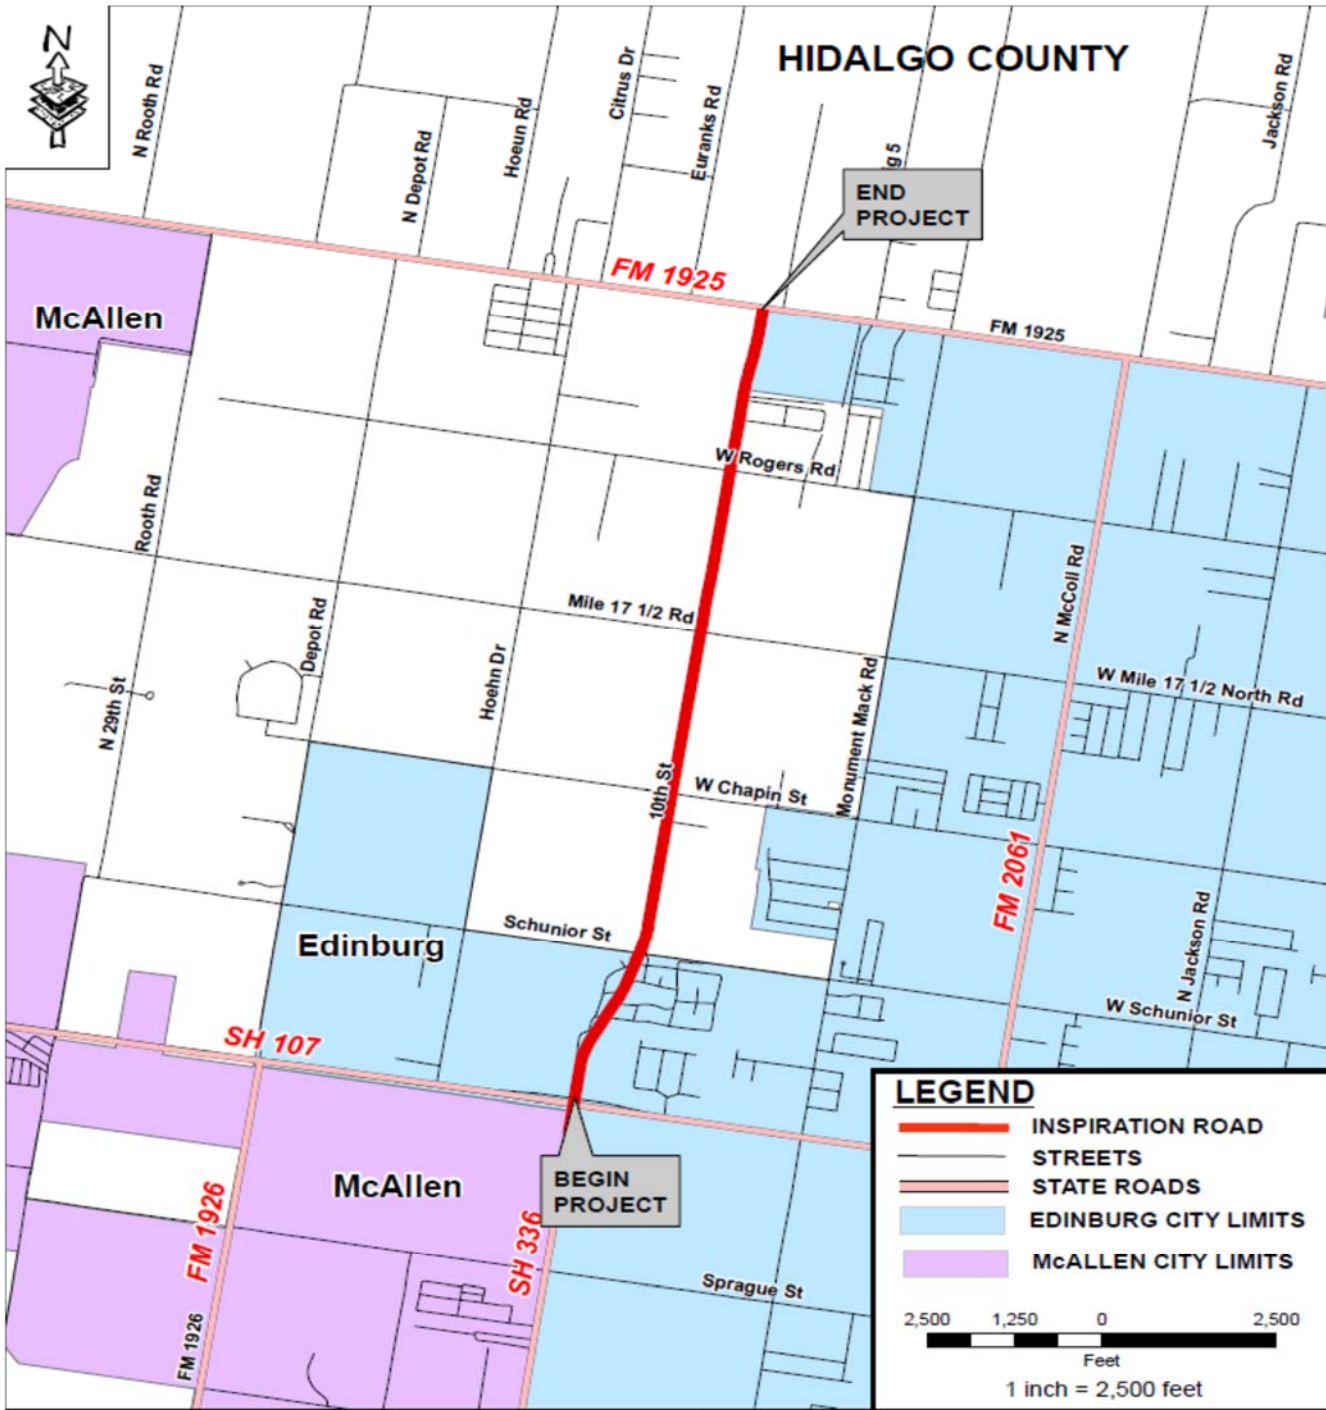 N
HIDALGO COUNTY
N Rooth Rd
N Depot Rd
Hoeun Rd
Citrus Dr
Euranks Rd
Jackson Rd
END
PROJECT
FM 1925
FM 1925
McAllen
W Rogers Rd
Rooth Rd
Mile 17 1/2 Rd
N McColl Rd
Depot Rd
Hoehn Dr
N 29th St
Monument Mack Rd
W Mile 17 1/2 North Rd
10th St
W Chapin St
FM 2061
Schunior St
Edinburg
N Jackson Rd
W Schunior St
SH 107
McAllen
BEGIN
PROJECT
FM 1926
SH 336
Sprague St
FM 1926
LEGEND
INSPIRATION ROAD
STREETS
STATE ROADS
EDINBURG CITY LIMITS
McALLEN CITY LIMITS
2,500 1,250 0 2,500
Feet
1 inch = 2,500 feet